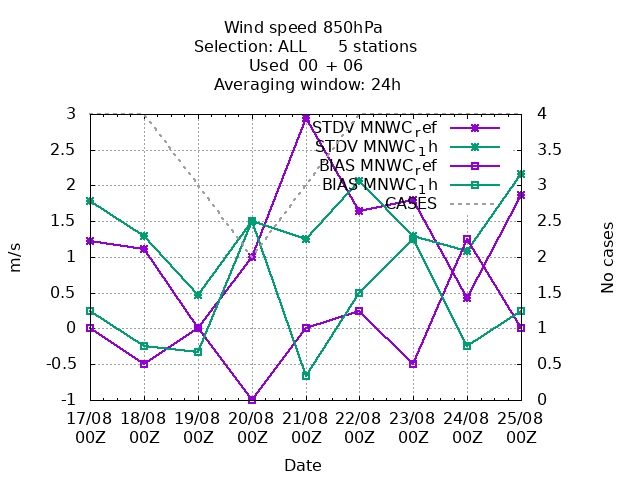 Wind speed 850hPa
Selection: ALL 5 stations
Used 00 + 06
Averaging window: 24h
3 4
STDV MNWC_ref
2.5 3.5
STDV MNWC_1h
BIAS MNWC_ref
2 3
BIAS MNWC_1h
CASES
1.5 2.5
1 2
m/s
No cases
0.5 1.5
0 1
-0.5 0.5
-1 0
17/08 18/08 19/08 20/08 21/08 22/08 23/08 24/08 25/08
00Z 00Z 00Z 00Z 00Z 00Z 00Z 00Z 00Z
Date